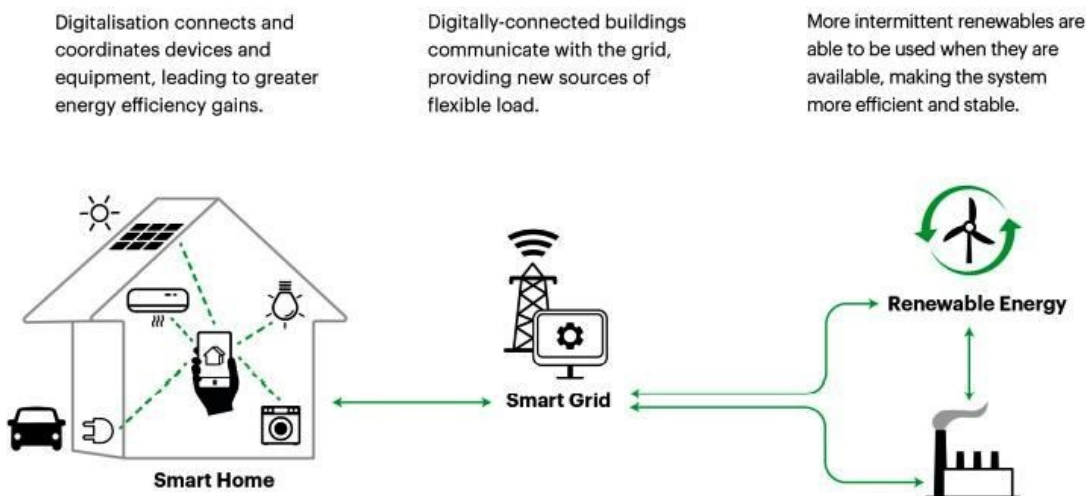 Digitalisation connects and
coordinates devices and
equipment, leading to greater
energy efficiency gains.
Digitally-connected buildings
communicate with the grid,
providing new sources of
flexible load.
More intermittent renewables are
able to be used when they are
available, making the system
more efficient and stable.
Renewable Energy
Smart Grid
Smart Home